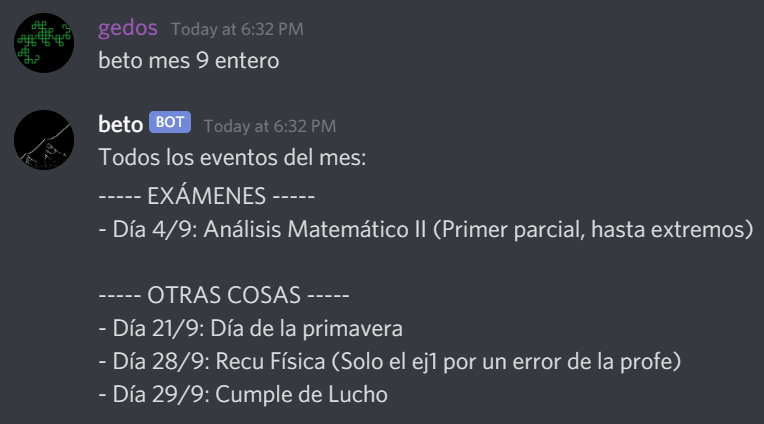 gedos Today at 6:32 PM
beto mes 9 entero
beto BOT Today at 6:32 PM
Todos los eventos del mes:
----- EXÁMENES -----
- Día 4/9: Análisis Matemático II (Primer parcial, hasta extremos)
----- OTRAS COSAS -----
- Día 21/9: Día de la primavera
- Día 28/9: Recu Física (Solo el ej1 por un error de la profe)
- Día 29/9: Cumple de Lucho